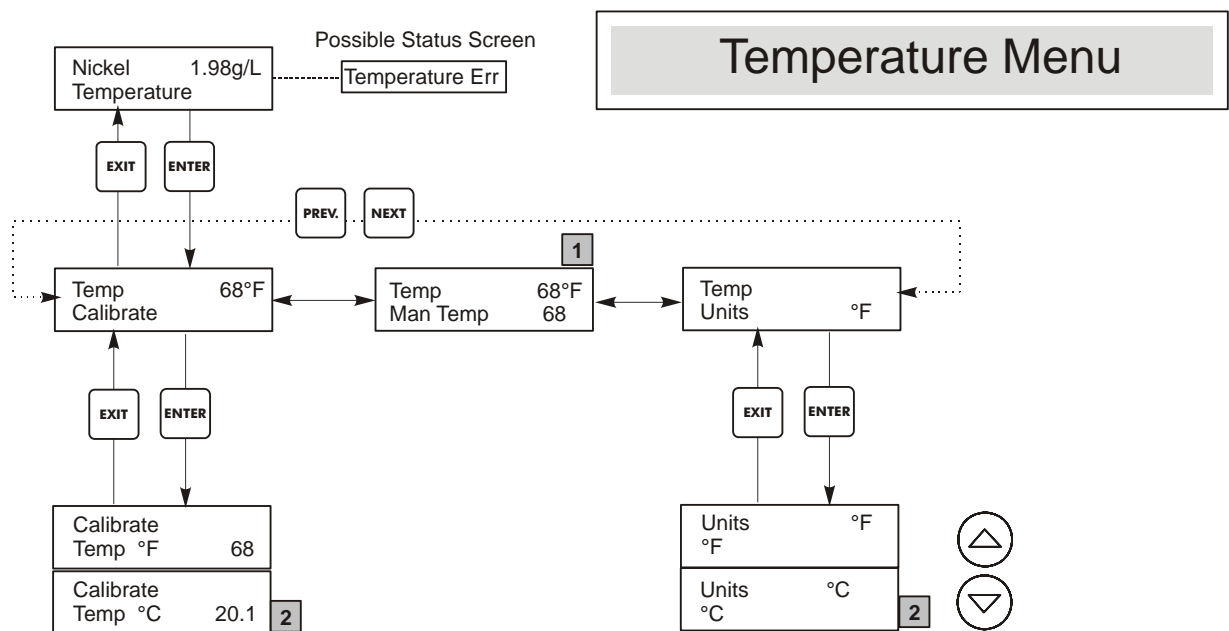 Possible Status Screen
Temperature Menu
Nickel 1.98g/L
Temperature
Temperature Err
EXIT ENTER
PREV. NEXT
1
Temp 68°F
Calibrate
Temp 68°F
Man Temp 68
Temp
Units °F
EXIT ENTER
EXIT ENTER
Calibrate
Temp °F 68
Calibrate
Temp °C 20.1
2
Units °F
°F
Units °C
°C
2